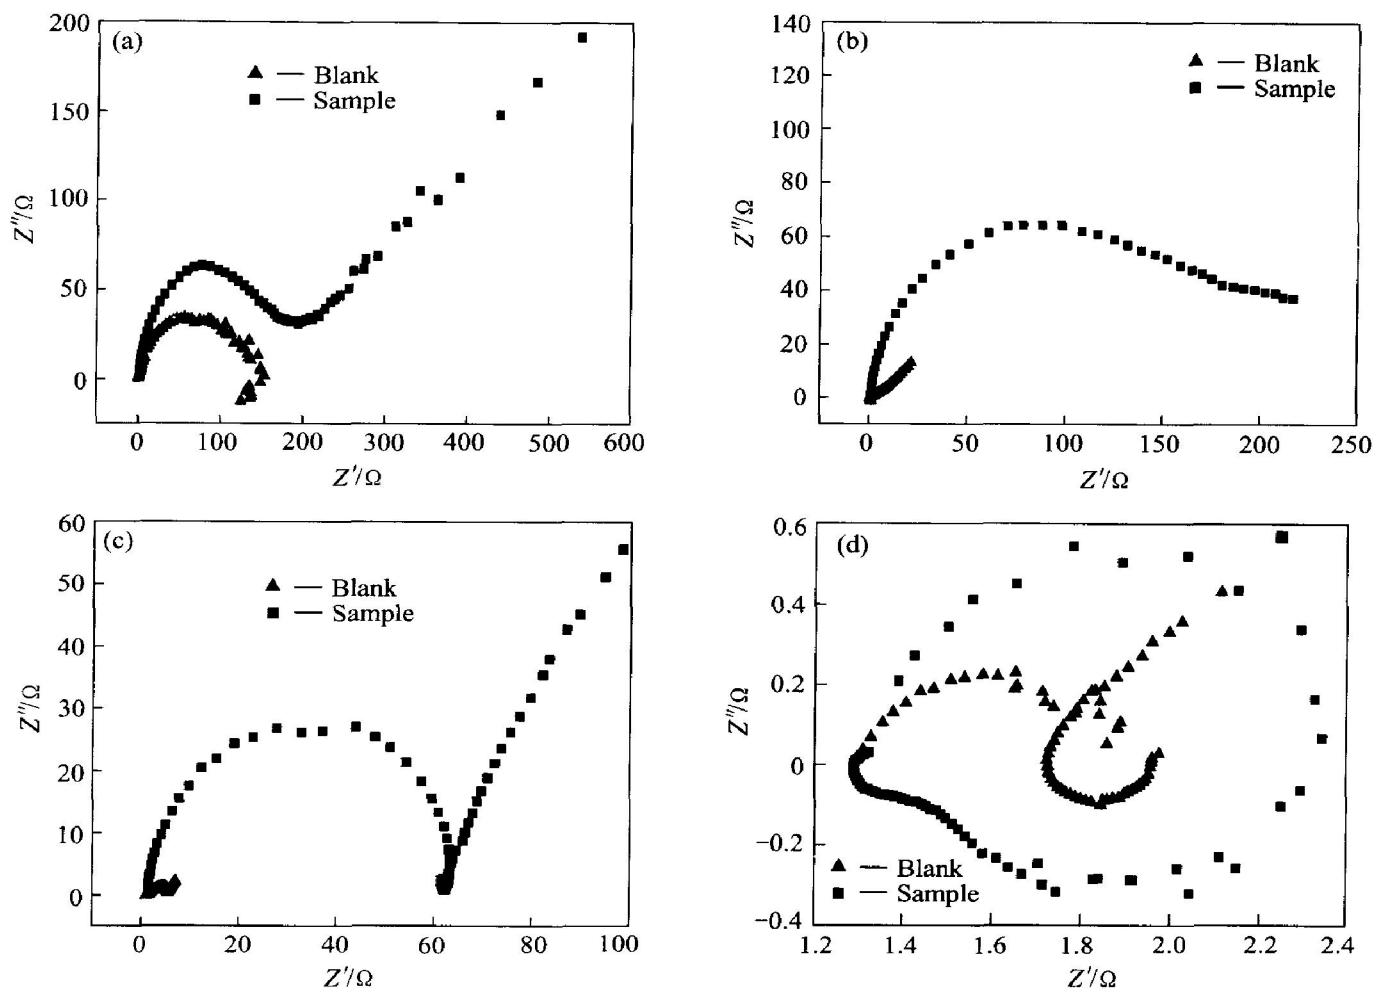 (a)
▲ — Blank
■ — Sample
Z''/Ω
200
150
100
50
0
0 100 200 300 400 500 600
Z'/Ω
(b)
▲ — Blank
■ — Sample
Z''/Ω
140
120
100
80
60
40
20
0
0 50 100 150 200 250
Z'/Ω
(c)
▲ — Blank
■ — Sample
Z''/Ω
60
50
40
30
20
10
0
0 20 40 60 80 100
Z'/Ω
(d)
Z''/Ω
0.6
0.4
0.2
0
−0.2
−0.4
▲ — Blank
■ — Sample
1.2 1.4 1.6 1.8 2.0 2.2 2.4
Z'/Ω